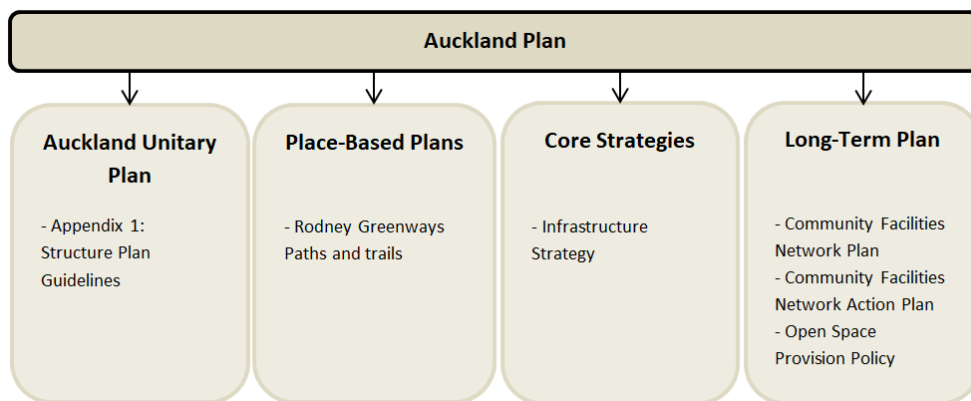 Auckland Plan
Auckland Unitary
Plan
- Appendix 1:
Structure Plan
Guidelines
Place-Based Plans
- Rodney Greenways
Paths and trails
Core Strategies
- Infrastructure
Strategy
Long-Term Plan
- Community Facilities
Network Plan
- Community Facilities
Network Action Plan
- Open Space
Provision Policy